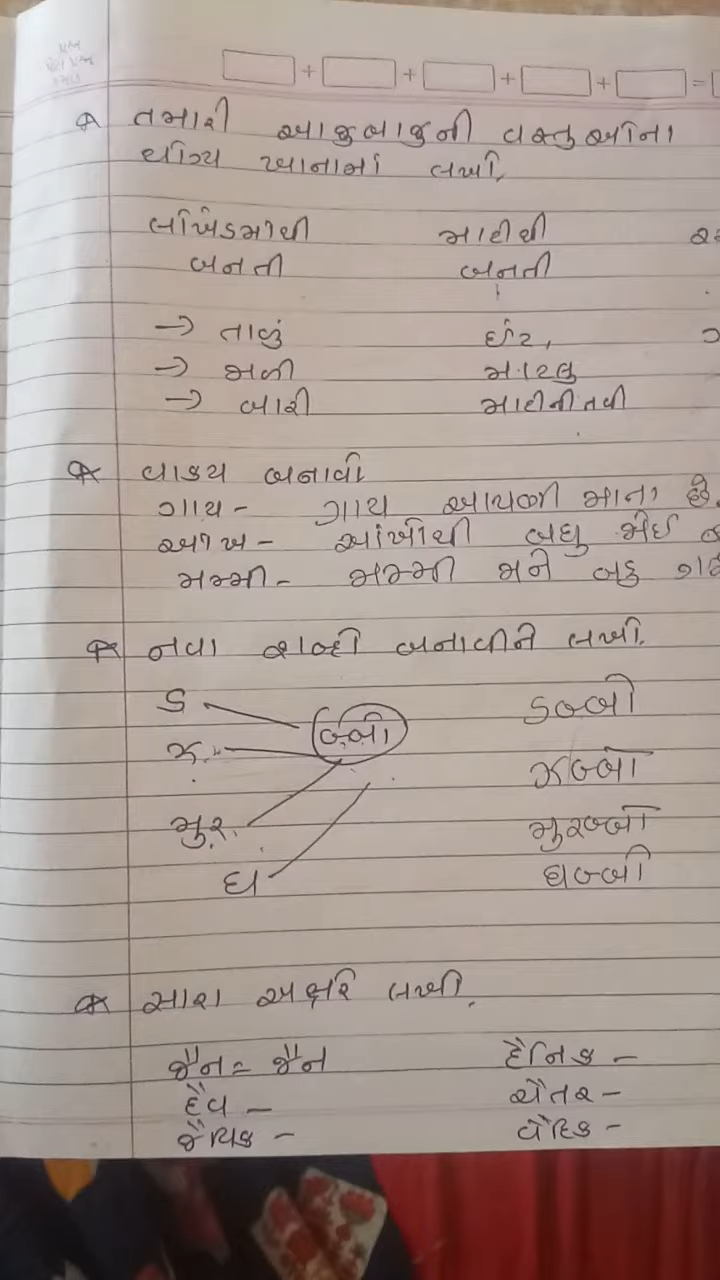 + + + + =
તમારી આજુબાજુની વસ્તુઓના
યોગ્ય ખાનામાં લખો.
લોખંડમાંથી માટીથી
બનતી બનતી
→ તાળું ઈંટ,
→ ખીલી માટલુ
→ બારી માટીની તવી
વાકય બનાવો
ગાય - ગાય આપણી માતા છે.
આંખ - આંખોથી બધુ જોઈ
મમ્મી - મમ્મી મને બહુ
નવા શબ્દો બનાવીને લખો.
ડ બ્બો ડબ્બો
ઝ ઝબ્બો
મુર મુરબ્બો
ધ ધબ્બો
સારા અક્ષરે લખો.
જૈન = જૈન દૈનિક -
દૈવ - ચૈતર -
જૈવિક - વૈદિક -